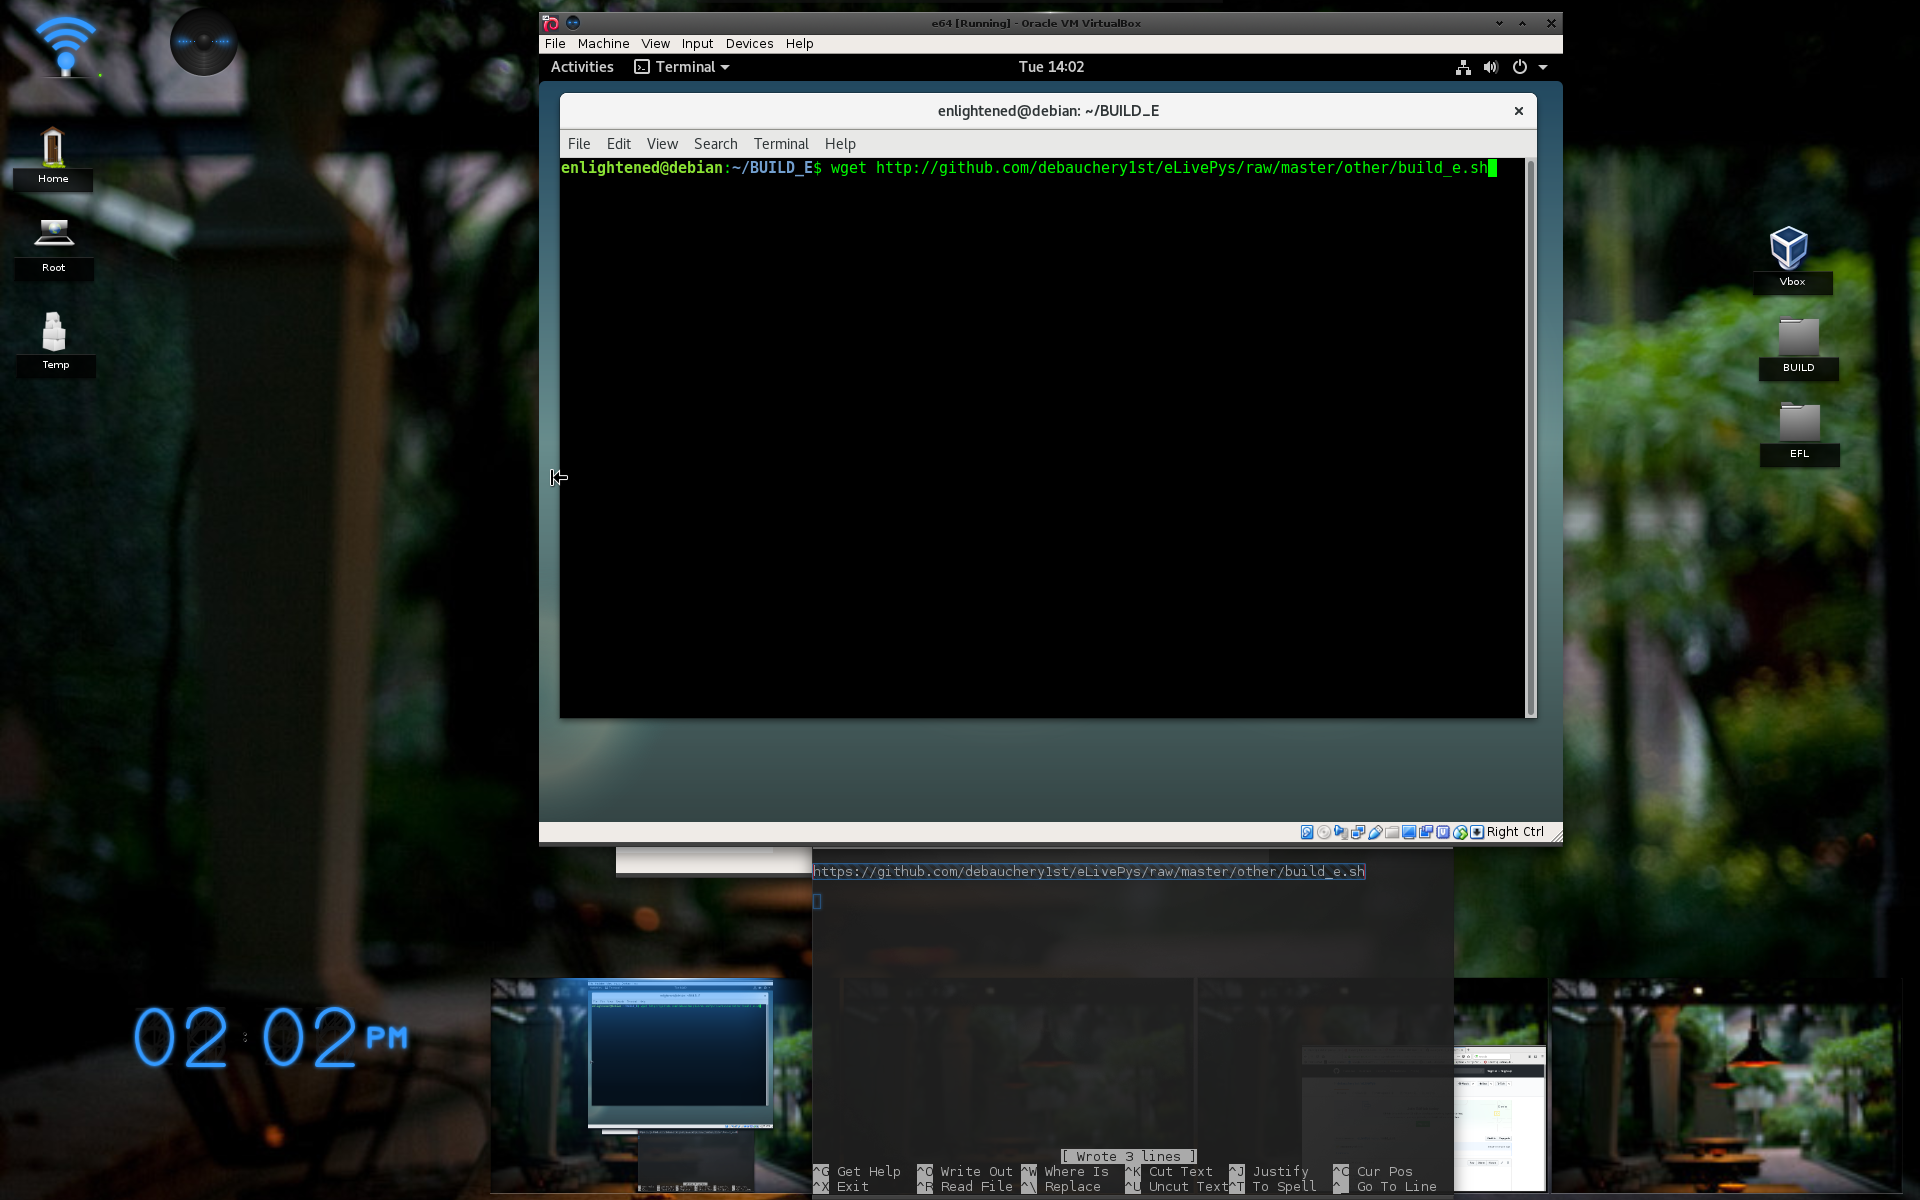 e64 [Running] - Oracle VM VirtualBox
File Machine View Input Devices Help
Activities Terminal Tue 14:02
enlightened@debian: ~/BUILD_E
File Edit View Search Terminal Help
enlightened@debian:~/BUILD_E$ wget http://github.com/debauchery1st/eLivePys/raw/master/other/build_e.sh
Home
Root
Temp
Vbox
BUILD
EFL
Right Ctrl
https://github.com/debauchery1st/eLivePys/raw/master/other/build_e.sh
02:02 PM
[ Wrote 3 lines ]
^G Get Help ^O Write Out ^W Where Is ^K Cut Text ^J Justify ^C Cur Pos
^X Exit ^R Read File ^\ Replace ^U Uncut Text ^T To Spell ^_ Go To Line